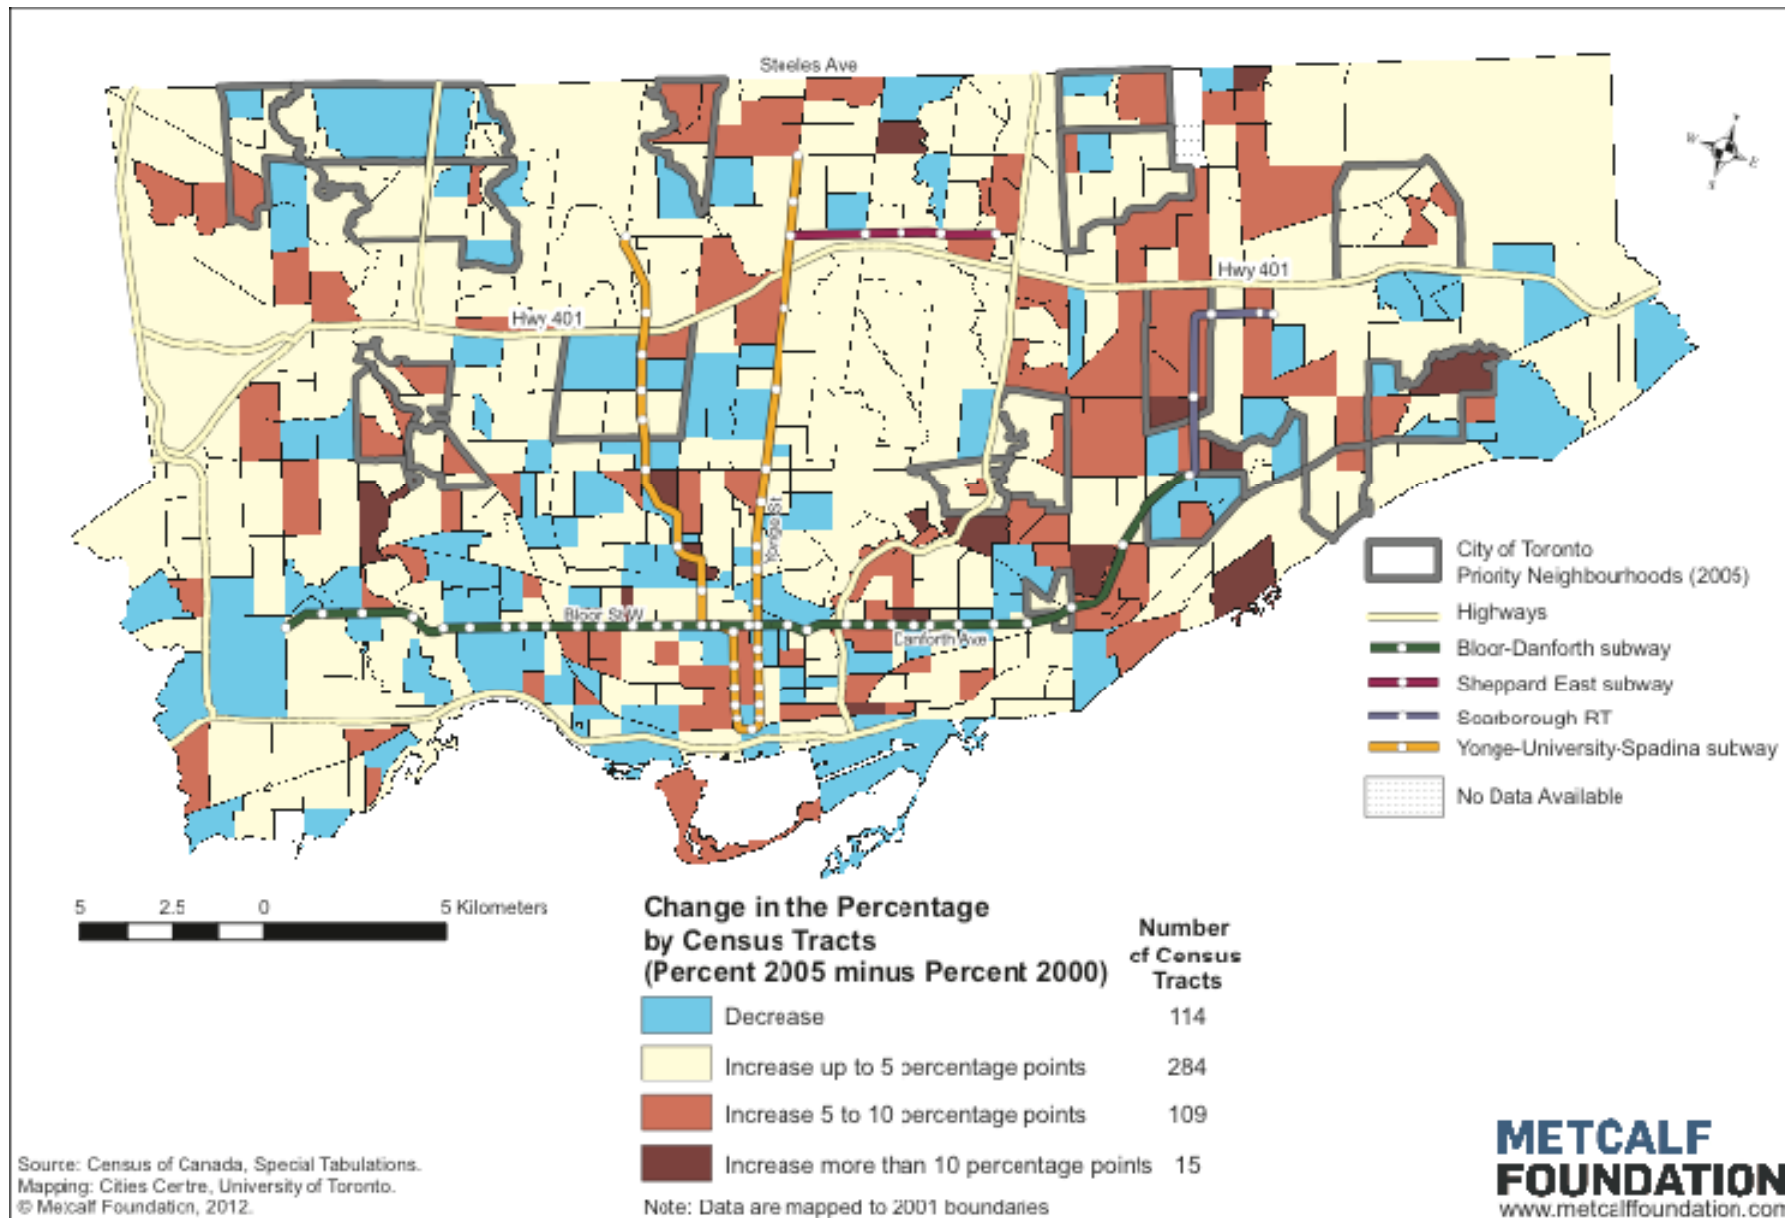 Steeles Ave
Hwy 401
Hwy 401
Yonge St
Bloor St W
Danforth Ave
N
W
E
S
City of Toronto
Priority Neighbourhoods (2005)
Highways
Bloor-Danforth subway
Sheppard East subway
Scarborough RT
Yonge-University-Spadina subway
No Data Available
5 2.5 0 5 Kilometers
Change in the Percentage
by Census Tracts
(Percent 2005 minus Percent 2000)
Number
of Census
Tracts
Decrease 114
Increase up to 5 percentage points 284
Increase 5 to 10 percentage points 109
Increase more than 10 percentage points 15
Note: Data are mapped to 2001 boundaries
Source: Census of Canada, Special Tabulations.
Mapping: Cities Centre, University of Toronto.
© Metcalf Foundation, 2012.
METCALF
FOUNDATION
www.metcalffoundation.com